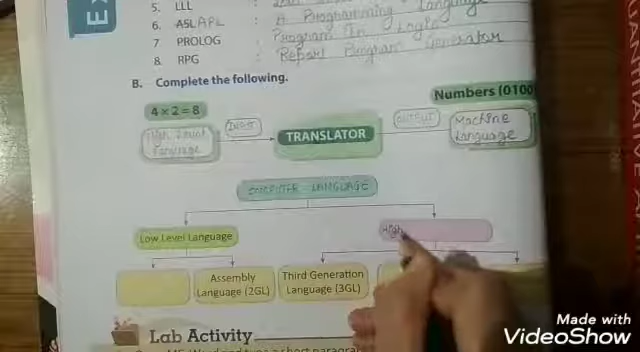 Ex
5. LLL :
6. ASL APL : A Programming Language
7 PROLOG : Program In Logic
8. RPG : Report Program Generator
B. Complete the following.
4 × 2 = 8
Numbers (0100
High Level Language
INPUT
TRANSLATOR
OUTPUT
Machine Language
COMPUTER LANGUAGE
Low Level Language
High
Assembly Language (2GL)
Third Generation Language (3GL)
Lab Activity
Made with
VideoShow